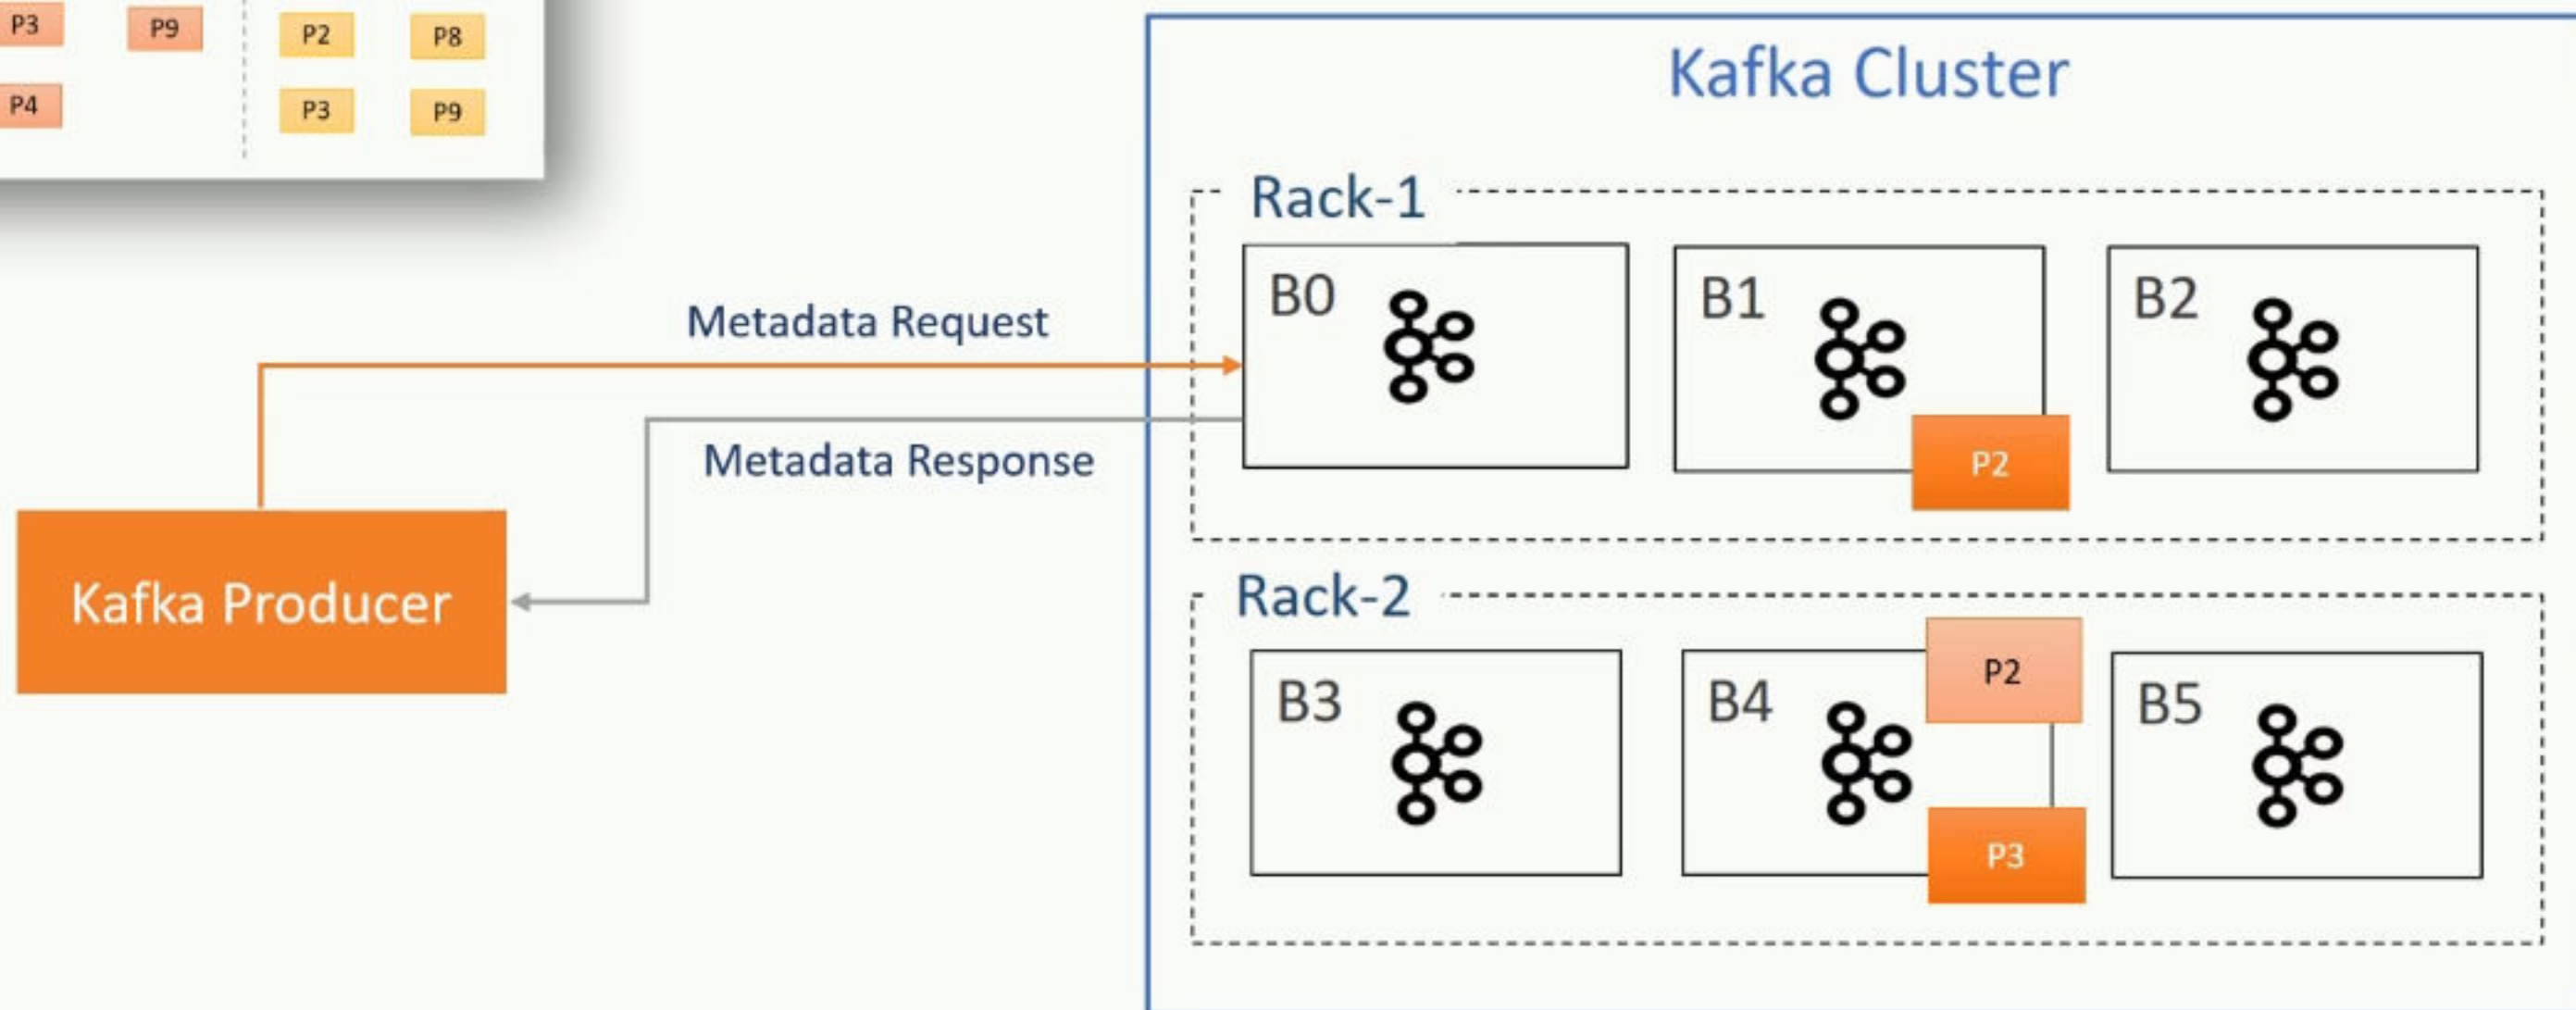 P3 P9 P2 P8
P4 P3 P9
Kafka Cluster
Rack-1
B0 B1 B2
P2
Metadata Request
Metadata Response
Kafka Producer
Rack-2
P2
B3 B4 B5
P3